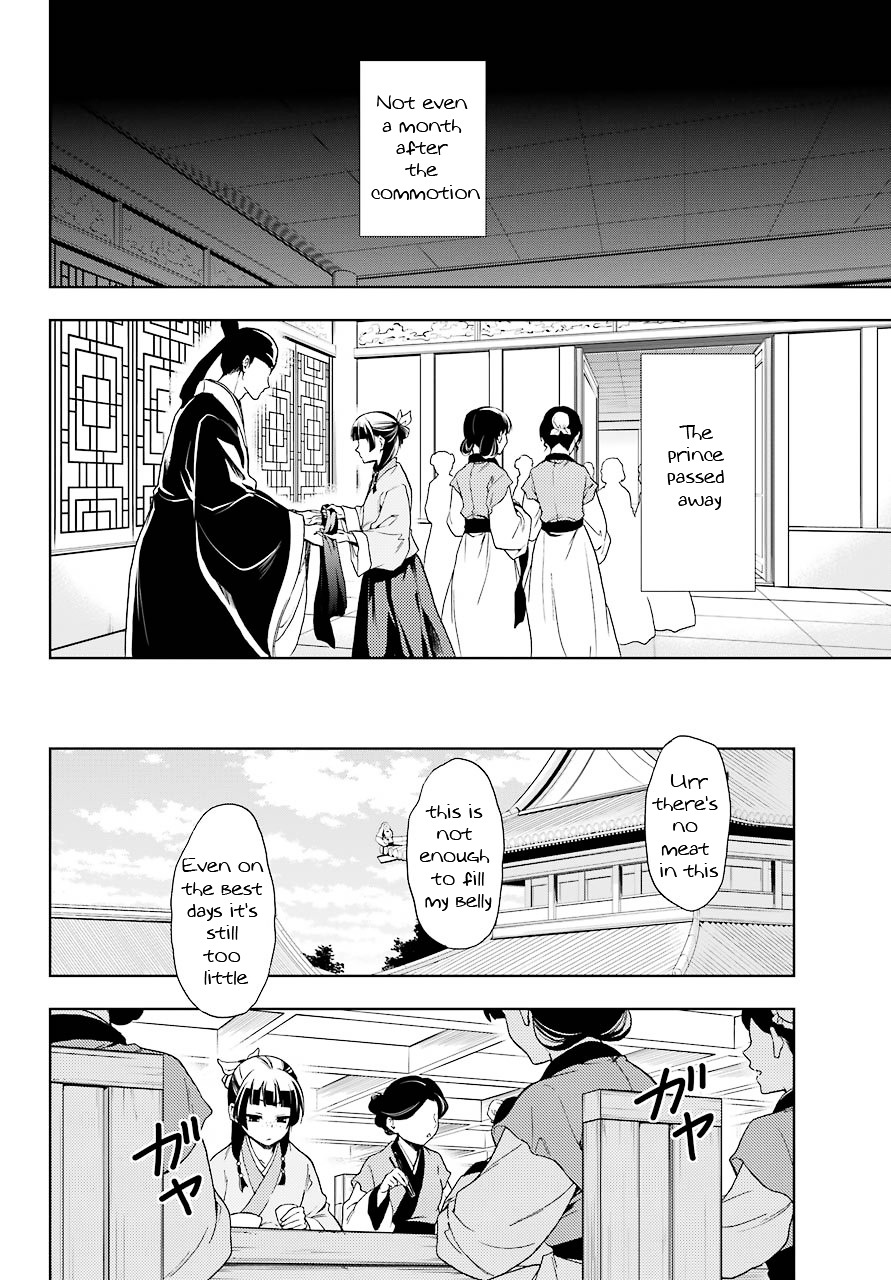 Not even
a month
after
the
commotion
The
prince
passed
away
Urr
there's
no
meat
in this
this is
not
enough
to fill
my Belly
Even on
the Best
days it's
still
too
little
ガヤ
ガヤ